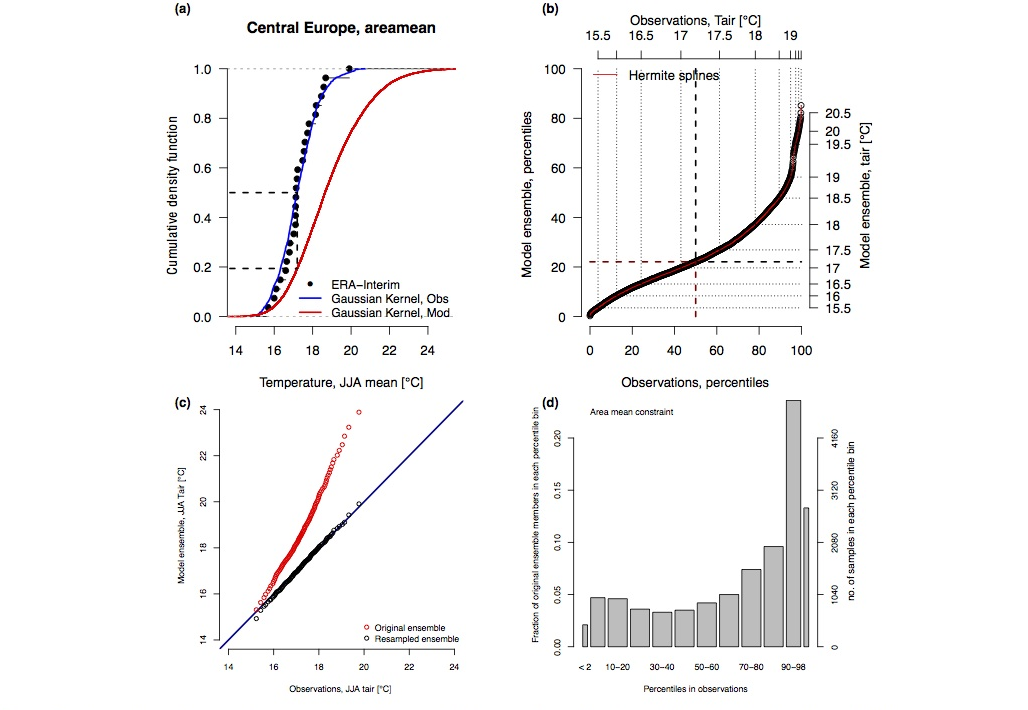 (a)
Central Europe, areamean
Cumulative density function
1.0
0.8
0.6
0.4
0.2
0.0
ERA−Interim
Gaussian Kernel, Obs
Gaussian Kernel, Mod
14 16 18 20 22 24
Temperature, JJA mean [°C]
(b)
Observations, Tair [°C]
15.5 16.5 17 17.5 18 19
Hermite splines
Model ensemble, percentiles
100
80
60
40
20
0
20.5
20
19.5
19
18.5
18
17.5
17
16.5
16
15.5
Model ensemble, tair [°C]
0 20 40 60 80 100
Observations, percentiles
(c)
Model ensemble, JJA Tair [°C]
24
22
20
18
16
14
Original ensemble
Resampled ensemble
14 16 18 20 22 24
Observations, JJA tair [°C]
(d)
Area mean constraint
Fraction of original ensemble members in each percentile bin
0.20
0.15
0.10
0.05
0.00
4160
3120
2080
1040
0
no. of samples in each percentile bin
< 2 10−20 30−40 50−60 70−80 90−98
Percentiles in observations